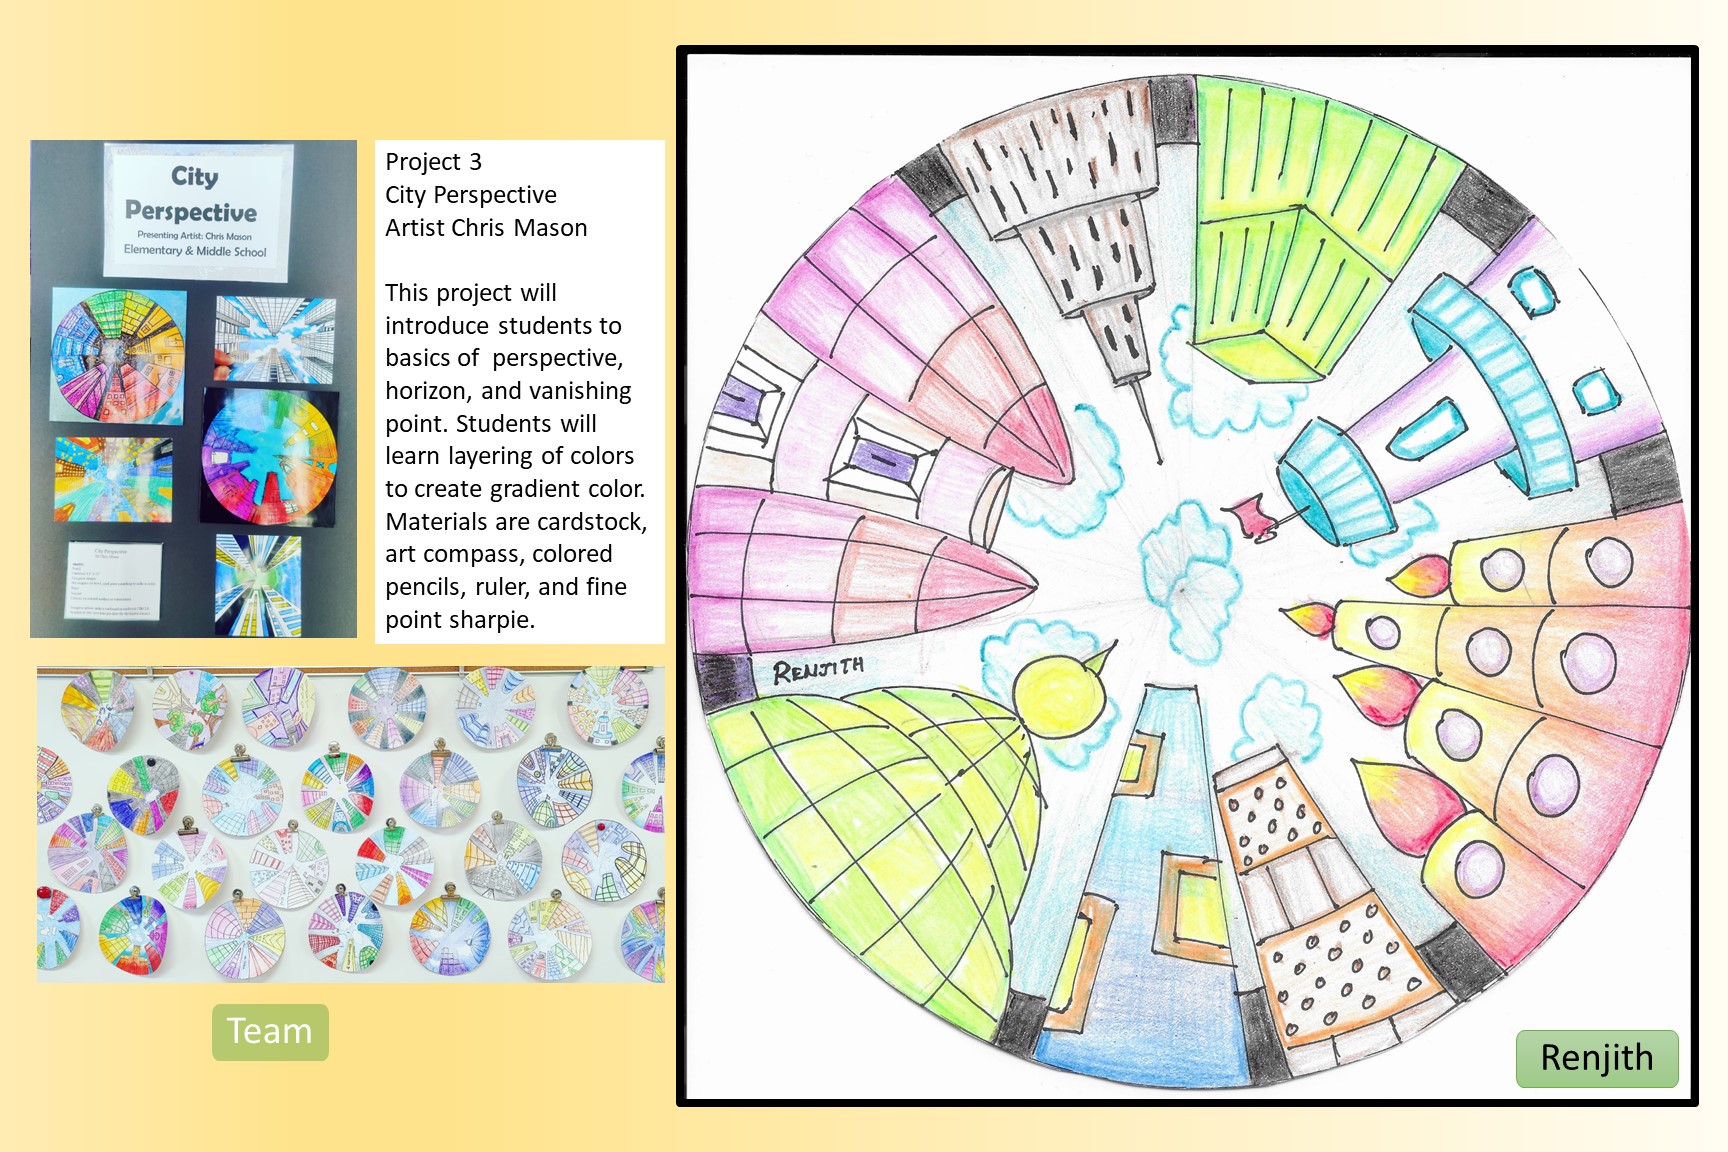 City
Perspective
Presenting Artist: Chris Mason
Elementary & Middle School
City Perspective
Project 3
City Perspective
Artist Chris Mason
This project will
introduce students to
basics of perspective,
horizon, and vanishing
point. Students will
learn layering of colors
to create gradient color.
Materials are cardstock,
art compass, colored
pencils, ruler, and fine
point sharpie.
Team
RENJITH
Renjith